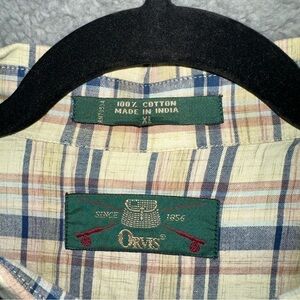 100% COTTON
MADE IN INDIA
XL
SINCE 1856
ORVIS®